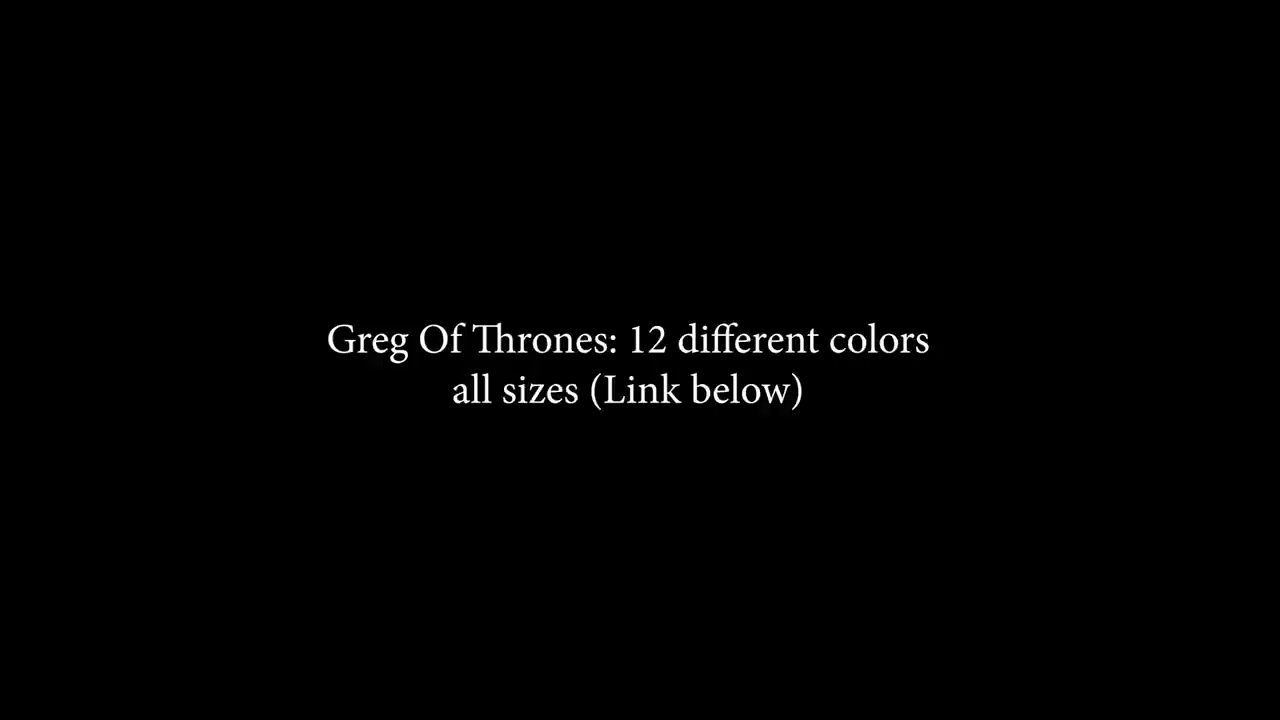 Greg Of Thrones: 12 different colors
all sizes (Link below)